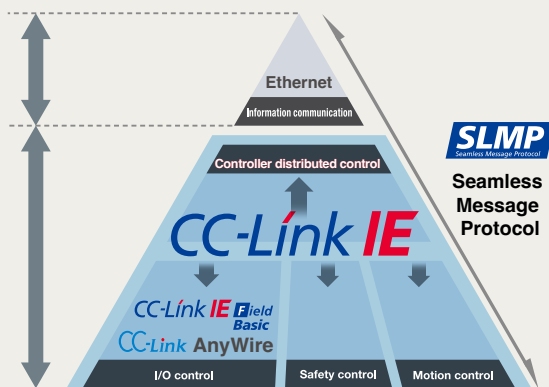 Ethernet
Information communication
SLMP
Seamless Message Protocol
Controller distributed control
Seamless
Message
Protocol
CC-Link IE
CC-Link IE Field
Basic
CC-Link AnyWire
I/O control
Safety control
Motion control